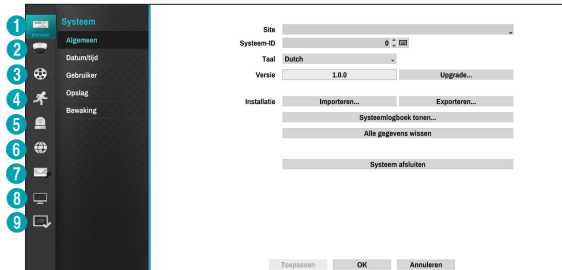 1
2
3
4
5
6
7
8
9
Systeem
Algemeen
Datum/tijd
Gebruiker
Opslag
Bewaking
Site
Systeem-ID 0
Taal Dutch
Versie 1.0.0 Upgrade...
Installatie Importeren... Exporteren...
Systeemlogboek tonen...
Alle gegevens wissen
Systeem afsluiten
Toepassen OK Annuleren